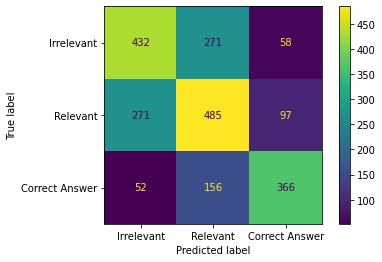 Irrelevant 432 271 58
Relevant 271 485 97
Correct Answer 52 156 366
Irrelevant Relevant Correct Answer
Predicted label
True label
450
400
350
300
250
200
150
100